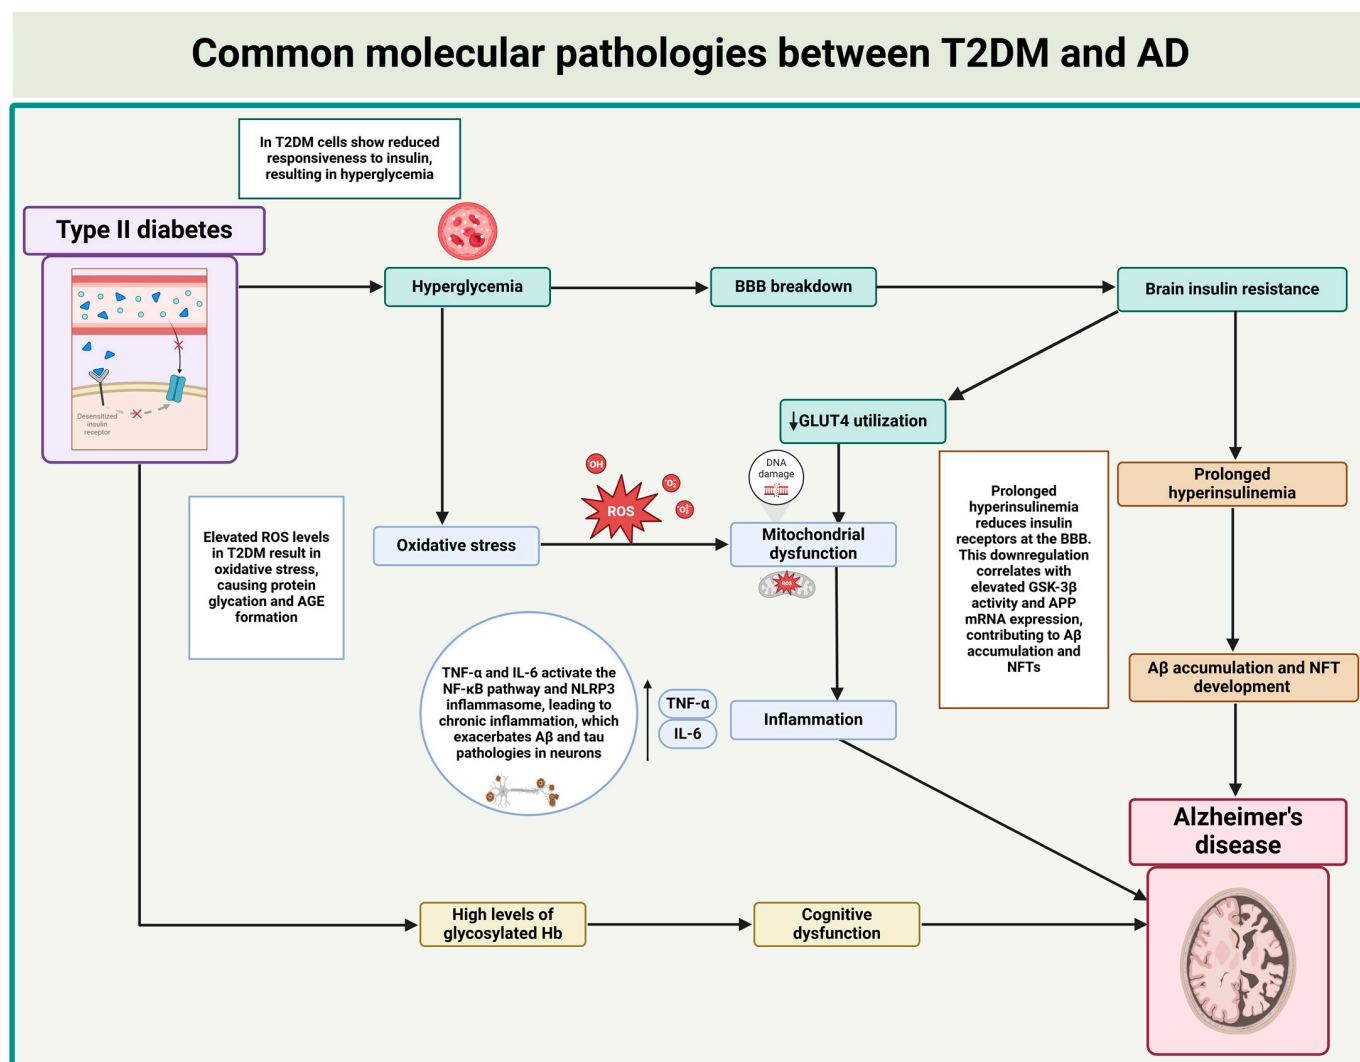 Common molecular pathologies between T2DM and AD
In T2DM cells show reduced
responsiveness to insulin,
resulting in hyperglycemia
Type II diabetes
Desensitized
insulin
receptor
Hyperglycemia
BBB breakdown
Brain insulin resistance
↓GLUT4 utilization
DNA
damage
Prolonged
hyperinsulinemia
Prolonged
hyperinsulinemia
reduces insulin
receptors at the BBB.
This downregulation
correlates with
elevated GSK-3β
activity and APP
mRNA expression,
contributing to Aβ
accumulation and
NFTs
Elevated ROS levels
in T2DM result in
oxidative stress,
causing protein
glycation and AGE
formation
Oxidative stress
ROS
Mitochondrial
dysfunction
ROS
TNF-α and IL-6 activate the
NF-κB pathway and NLRP3
inflammasome, leading to
chronic inflammation, which
exacerbates Aβ and tau
pathologies in neurons
TNF-α
IL-6
Inflammation
Aβ accumulation and NFT
development
Alzheimer's
disease
High levels of
glycosylated Hb
Cognitive
dysfunction